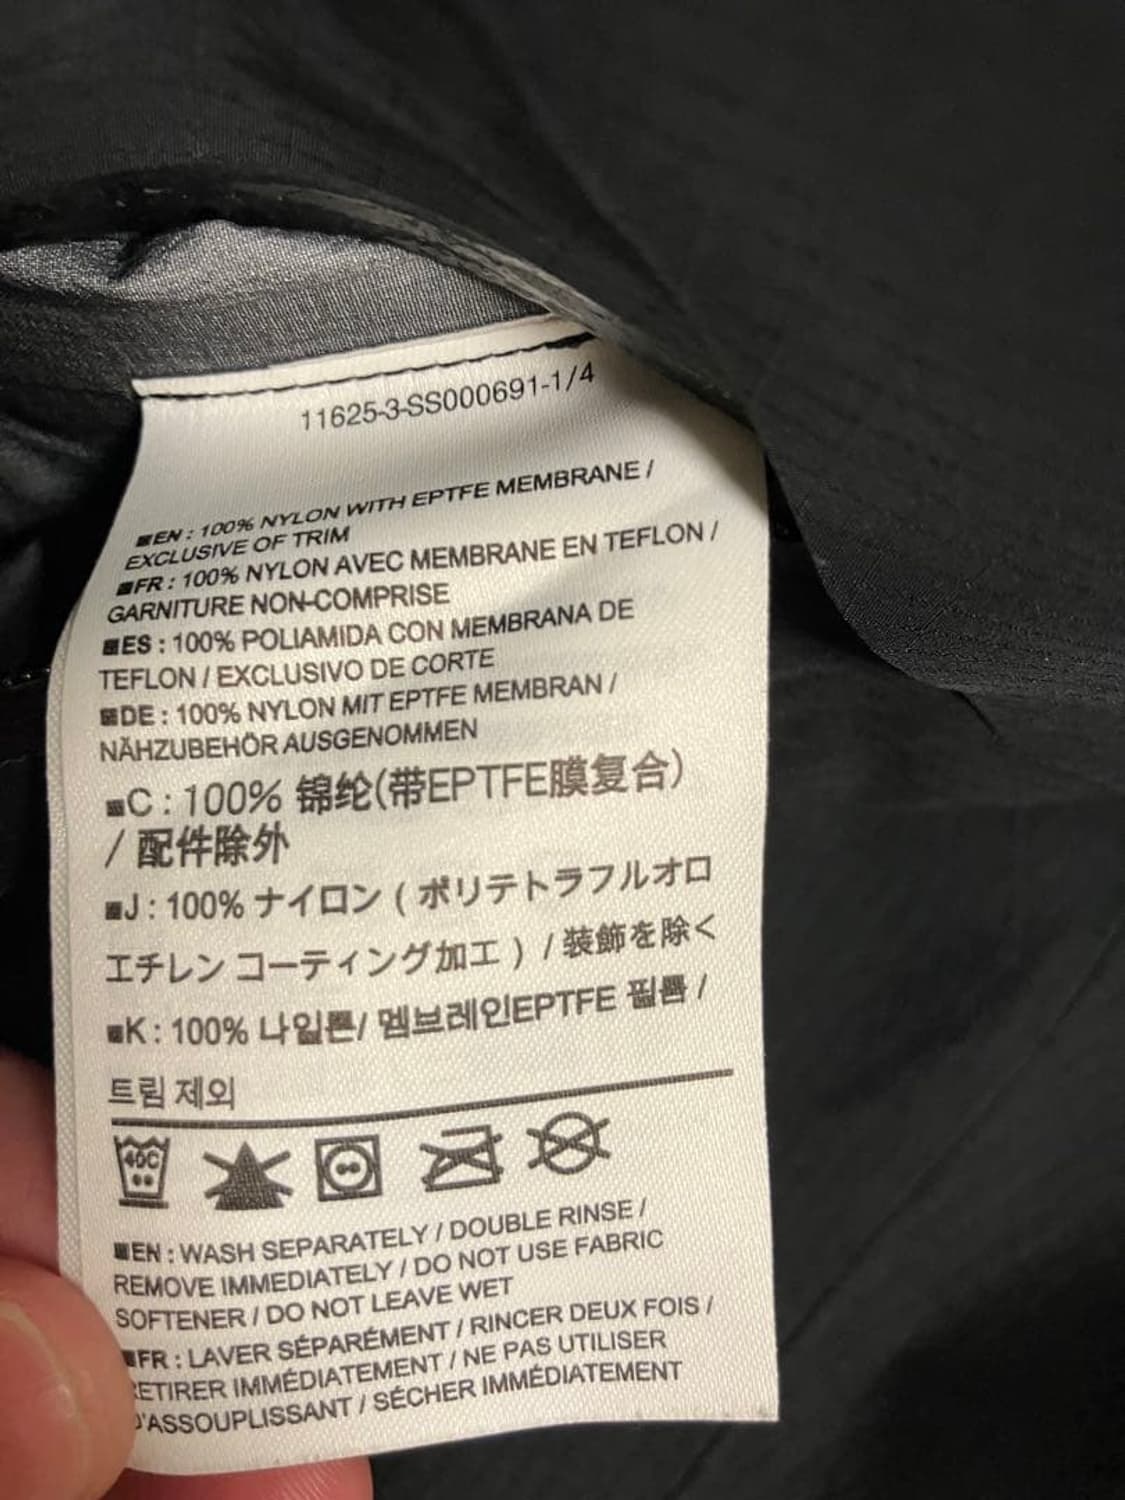 11625-3-SS000691-1/4
■EN : 100% NYLON WITH EPTFE MEMBRANE /
EXCLUSIVE OF TRIM
■FR : 100% NYLON AVEC MEMBRANE EN TEFLON /
GARNITURE NON-COMPRISE
■ES : 100% POLIAMIDA CON MEMBRANA DE
TEFLON / EXCLUSIVO DE CORTE
■DE : 100% NYLON MIT EPTFE MEMBRAN /
NÄHZUBEHÖR AUSGENOMMEN
■C : 100% 锦纶(带EPTFE膜复合)
/ 配件除外
■J : 100% ナイロン ( ポリテトラフルオロ
エチレン コーティング加工 ) / 装飾を除く
■K : 100% 나일론/ 멤브레인EPTFE 필름 /
트림 제외
40C
■EN : WASH SEPARATELY / DOUBLE RINSE /
REMOVE IMMEDIATELY / DO NOT USE FABRIC
SOFTENER / DO NOT LEAVE WET
■FR : LAVER SÉPARÉMENT / RINCER DEUX FOIS /
RETIRER IMMÉDIATEMENT / NE PAS UTILISER
D'ASSOUPLISSANT / SÉCHER IMMÉDIATEMENT